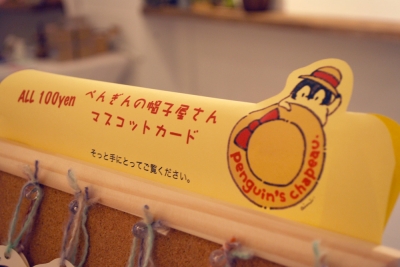 ALL 100yen
ぺんぎんの帽子屋さん
マスコットカード
そっと手にとってご覧ください。
penguin's chapeau.